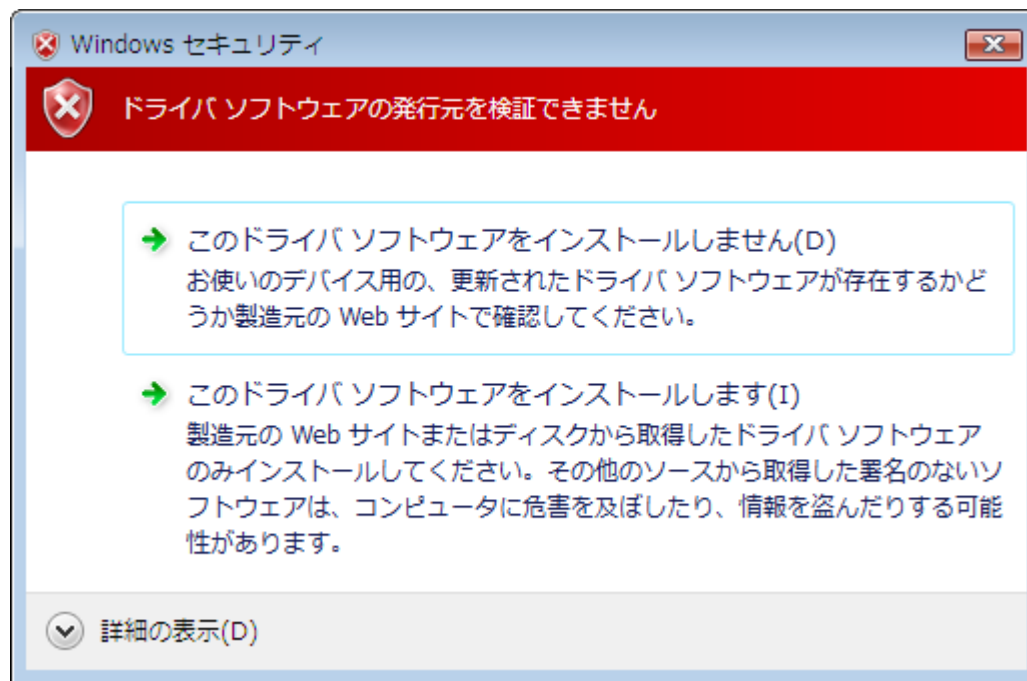 Windows セキュリティ
ドライバ ソフトウェアの発行元を検証できません
このドライバ ソフトウェアをインストールしません(D)
お使いのデバイス用の、更新されたドライバ ソフトウェアが存在するかど
うか製造元の Web サイトで確認してください。
このドライバ ソフトウェアをインストールします(I)
製造元の Web サイトまたはディスクから取得したドライバ ソフトウェア
のみインストールしてください。その他のソースから取得した署名のないソ
フトウェアは、コンピュータに危害を及ぼしたり、情報を盗んだりする可能
性があります。
詳細の表示(D)